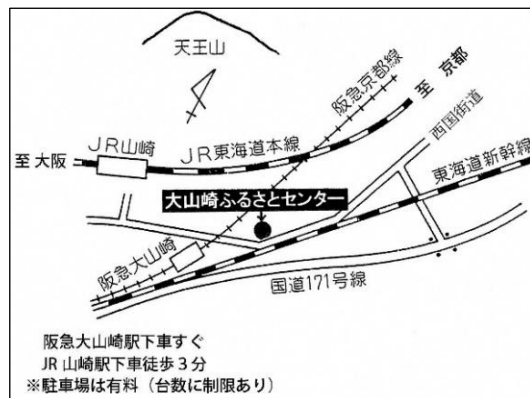 天王山
阪急京都線
至 京都
JR山崎
JR東海道本線
西国街道
至大阪
東海道新幹線
大山崎ふるさとセンター
阪急大山崎
国道171号線
阪急大山崎駅下車すぐ
JR 山崎駅下車徒歩3分
※駐車場は有料(台数に制限あり)